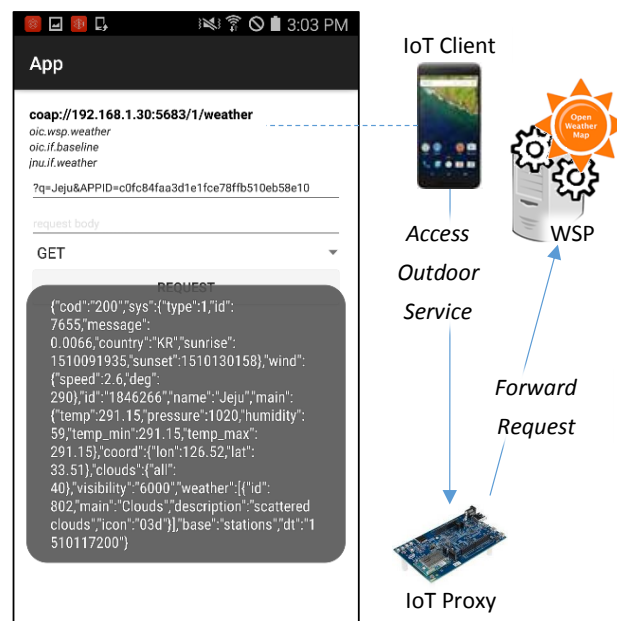 3:03 PM
App
coap://192.168.1.30:5683/1/weather
oic.wsp.weather
oic.if.baseline
jnu.if.weather
?q=Jeju&APPID=c0fc84faa3d1e1fce78ffb510eb58e10
request body
GET
REQUEST
{"cod":"200","sys":{"type":1,"id":
7655,"message":
0.0066,"country":"KR","sunrise":
1510091935,"sunset":1510130158},"wind":
{"speed":2.6,"deg":
290},"id":"1846266","name":"Jeju","main":
{"temp":291.15,"pressure":1020,"humidity":
59,"temp_min":291.15,"temp_max":
291.15},"coord":{"lon":126.52,"lat":
33.51},"clouds":{"all":
40},"visibility":"6000","weather":[{"id":
802,"main":"Clouds","description":"scattered
clouds","icon":"03d"}],"base":"stations","dt":"1
510117200"}
IoT Client
Open
Weather
Map
WSP
Access
Outdoor
Service
Forward
Request
IoT Proxy